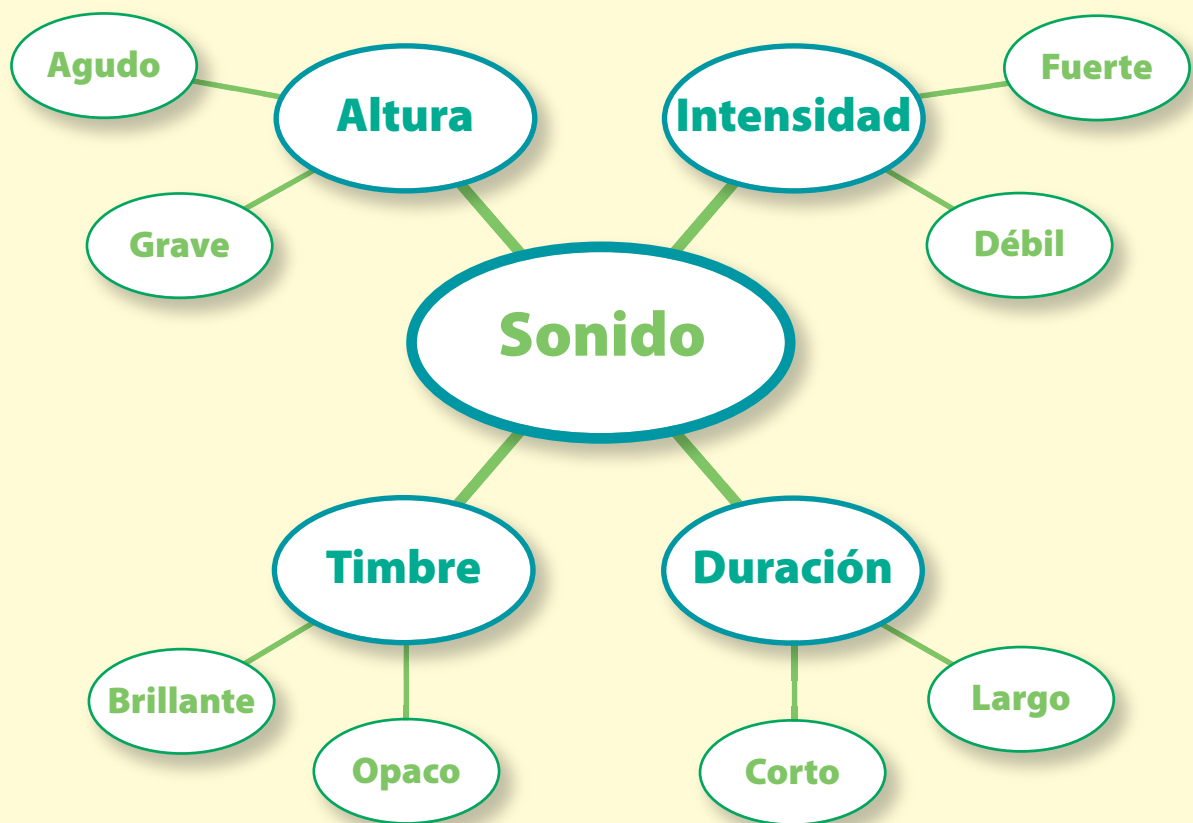 Agudo
Altura
Grave
Intensidad
Fuerte
Débil
Sonido
Timbre
Brillante
Opaco
Duración
Corto
Largo